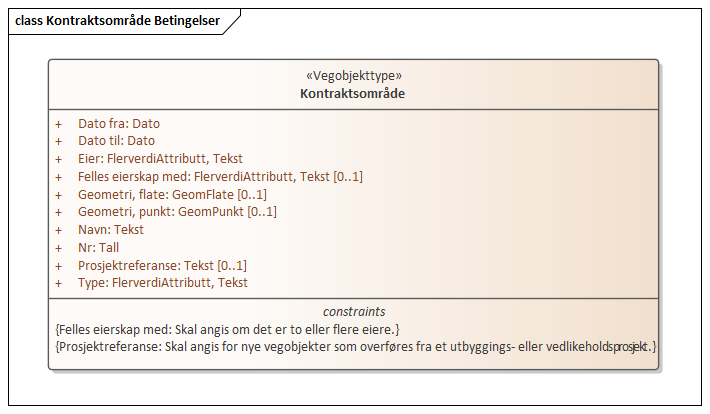 class Kontraktsområde Betingelser
«Vegobjekttype»
Kontraktsområde
+ Dato fra: Dato
+ Dato til: Dato
+ Eier: FlerverdiAttributt, Tekst
+ Felles eierskap med: FlerverdiAttributt, Tekst [0..1]
+ Geometri, flate: GeomFlate [0..1]
+ Geometri, punkt: GeomPunkt [0..1]
+ Navn: Tekst
+ Nr: Tall
+ Prosjektreferanse: Tekst [0..1]
+ Type: FlerverdiAttributt, Tekst
constraints
{Felles eierskap med: Skal angis om det er to eller flere eiere.}
{Prosjektreferanse: Skal angis for nye vegobjekter som overføres fra et utbyggings- eller vedlikeholdsprosjekt.}